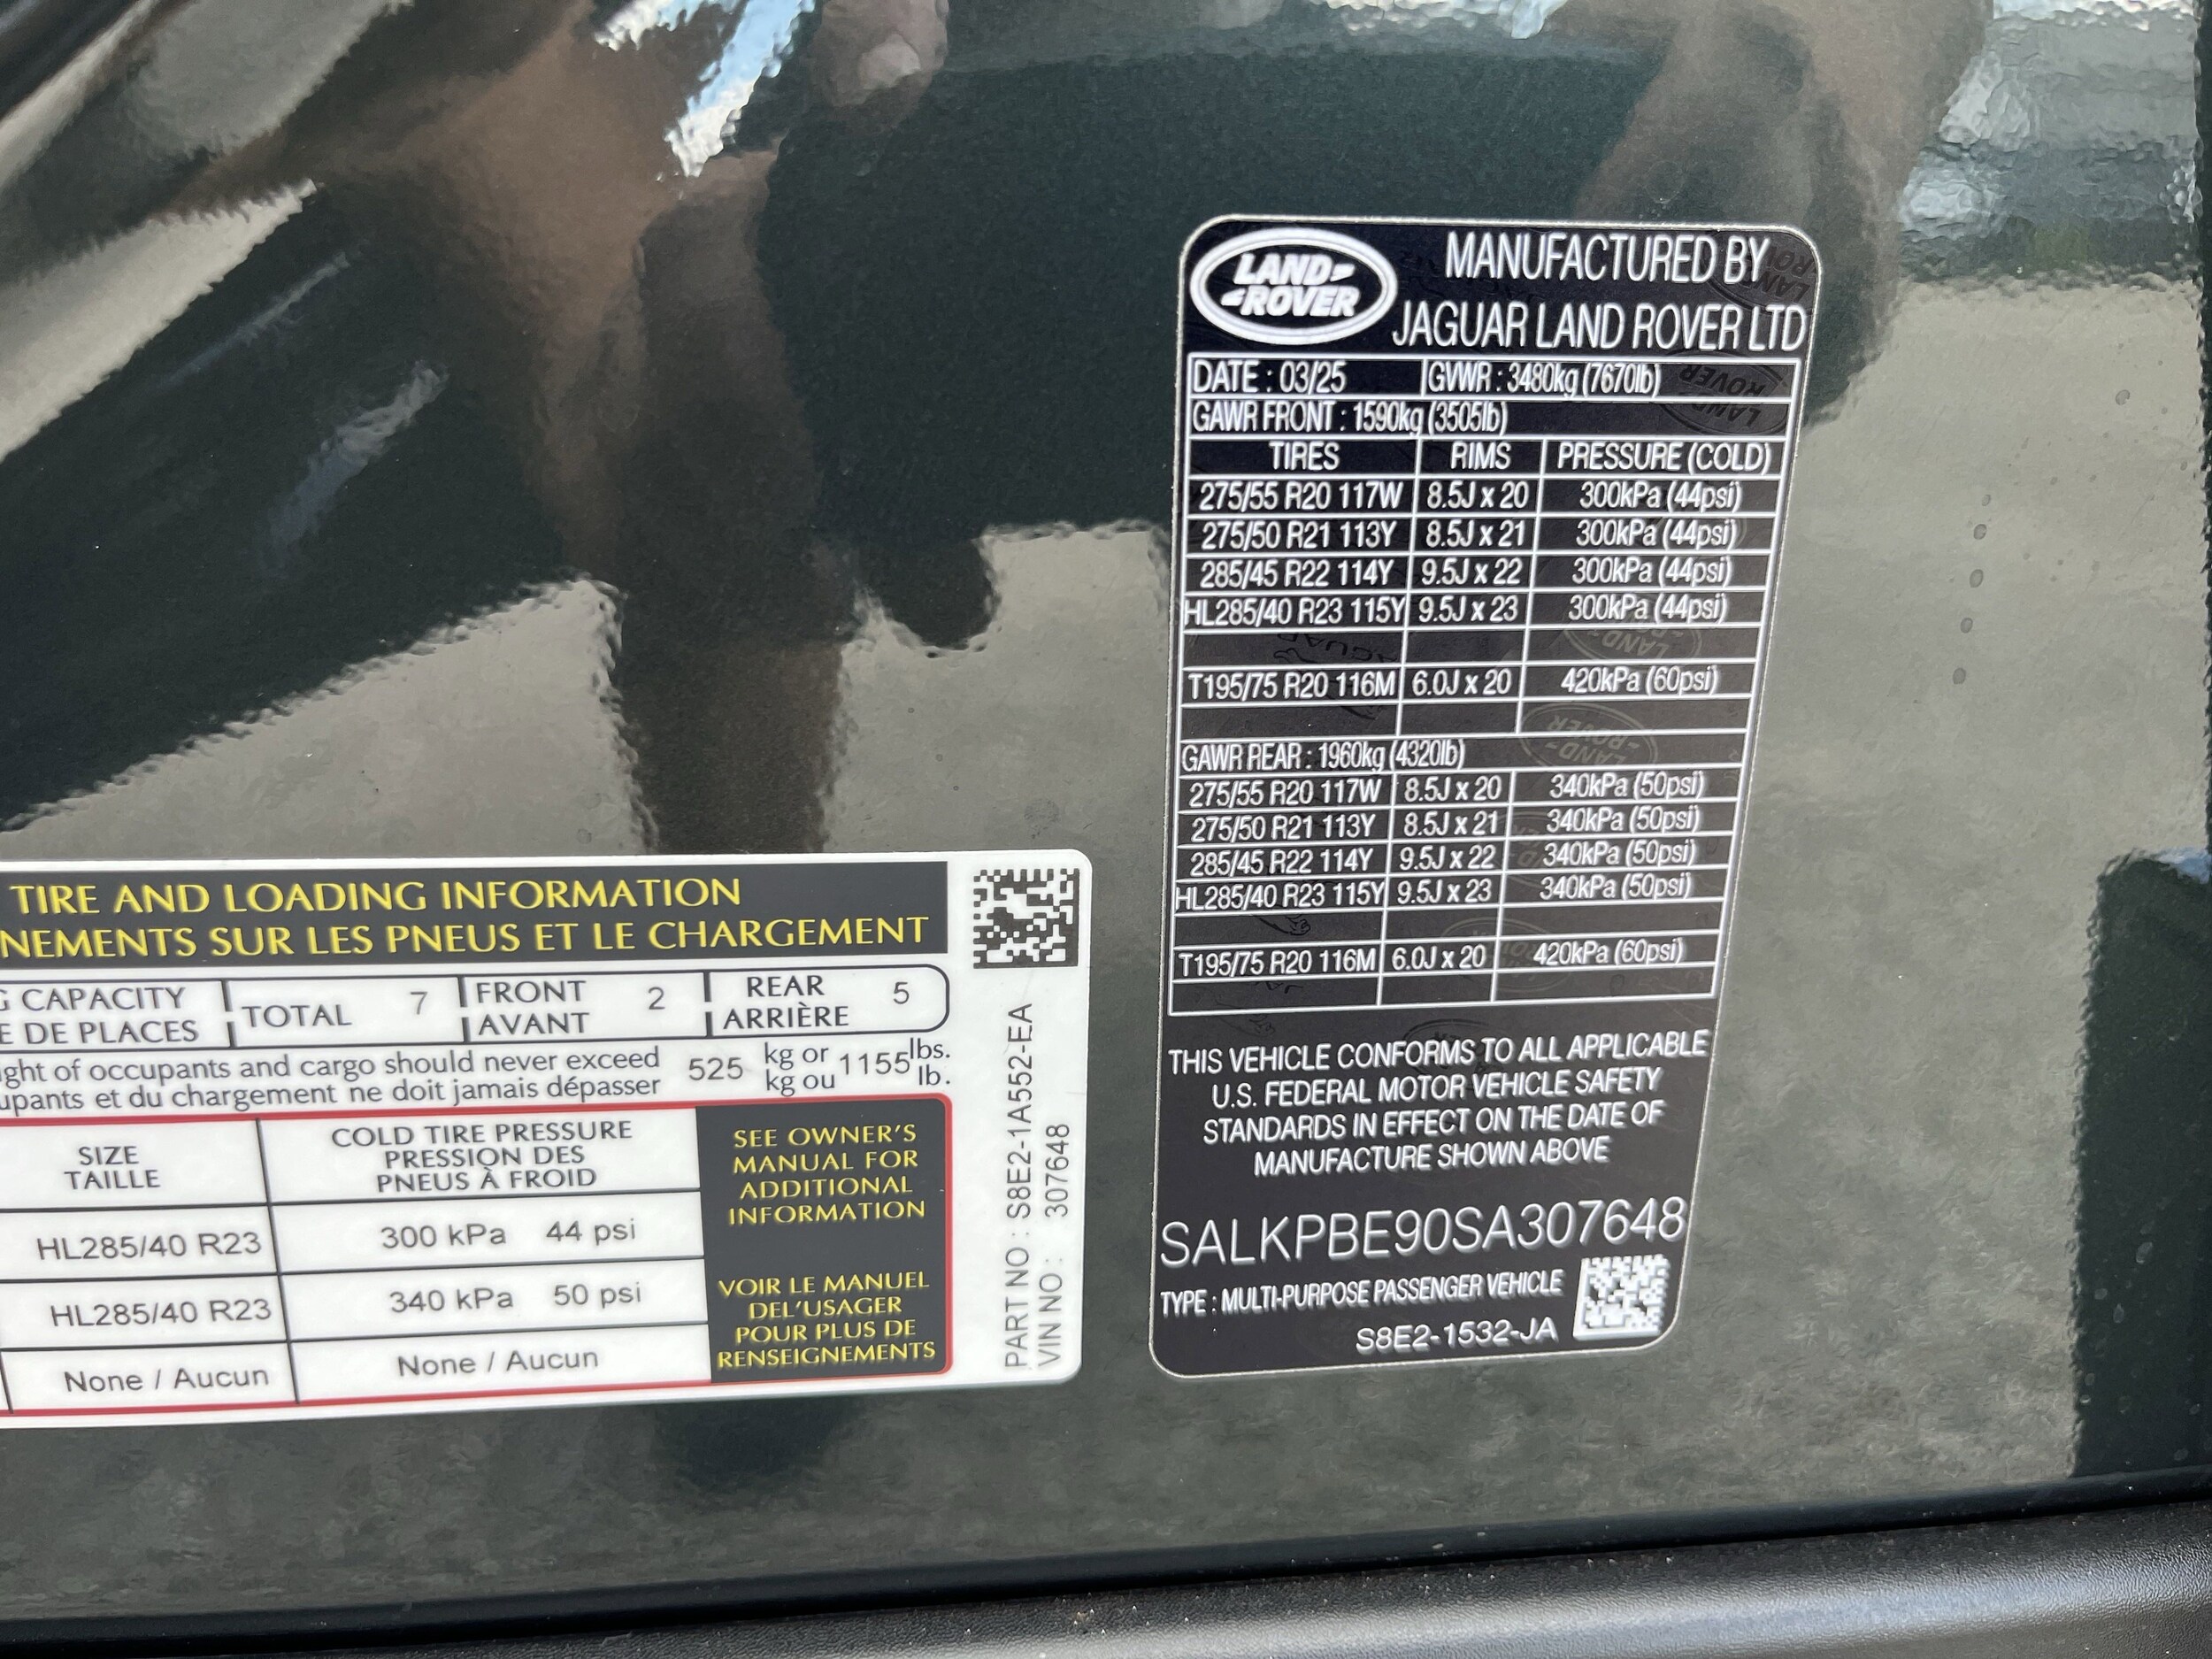 TIRE AND LOADING INFORMATION
NEMENTS SUR LES PNEUS ET LE CHARGEMENT
G CAPACITY TOTAL 7 FRONT 2 REAR 5
E DE PLACES AVANT ARRIÈRE
ght of occupants and cargo should never exceed 525 kg or 1155 lbs.
upants et du chargement ne doit jamais dépasser kg ou lb.
SIZE
TAILLE
COLD TIRE PRESSURE
PRESSION DES
PNEUS À FROID
HL285/40 R23 300 kPa 44 psi
HL285/40 R23 340 kPa 50 psi
None / Aucun None / Aucun
SEE OWNER'S
MANUAL FOR
ADDITIONAL
INFORMATION
VOIR LE MANUEL
DEL'USAGER
POUR PLUS DE
RENSEIGNEMENTS
PART NO : S8E2-1A552-EA
VIN NO : 307648
LAND-
-ROVER
MANUFACTURED BY
JAGUAR LAND ROVER LTD
DATE : 03/25 GVWR : 3480kg (7670lb)
GAWR FRONT : 1590kg (3505lb)
TIRES RIMS PRESSURE (COLD)
275/55 R20 117W 8.5J x 20 300kPa (44psi)
275/50 R21 113Y 8.5J x 21 300kPa (44psi)
285/45 R22 114Y 9.5J x 22 300kPa (44psi)
HL285/40 R23 115Y 9.5J x 23 300kPa (44psi)
T195/75 R20 116M 6.0J x 20 420kPa (60psi)
GAWR REAR : 1960kg (4320lb)
275/55 R20 117W 8.5J x 20 340kPa (50psi)
275/50 R21 113Y 8.5J x 21 340kPa (50psi)
285/45 R22 114Y 9.5J x 22 340kPa (50psi)
HL285/40 R23 115Y 9.5J x 23 340kPa (50psi)
T195/75 R20 116M 6.0J x 20 420kPa (60psi)
THIS VEHICLE CONFORMS TO ALL APPLICABLE
U.S. FEDERAL MOTOR VEHICLE SAFETY
STANDARDS IN EFFECT ON THE DATE OF
MANUFACTURE SHOWN ABOVE
SALKPBE90SA307648
TYPE : MULTI-PURPOSE PASSENGER VEHICLE
S8E2-1532-JA